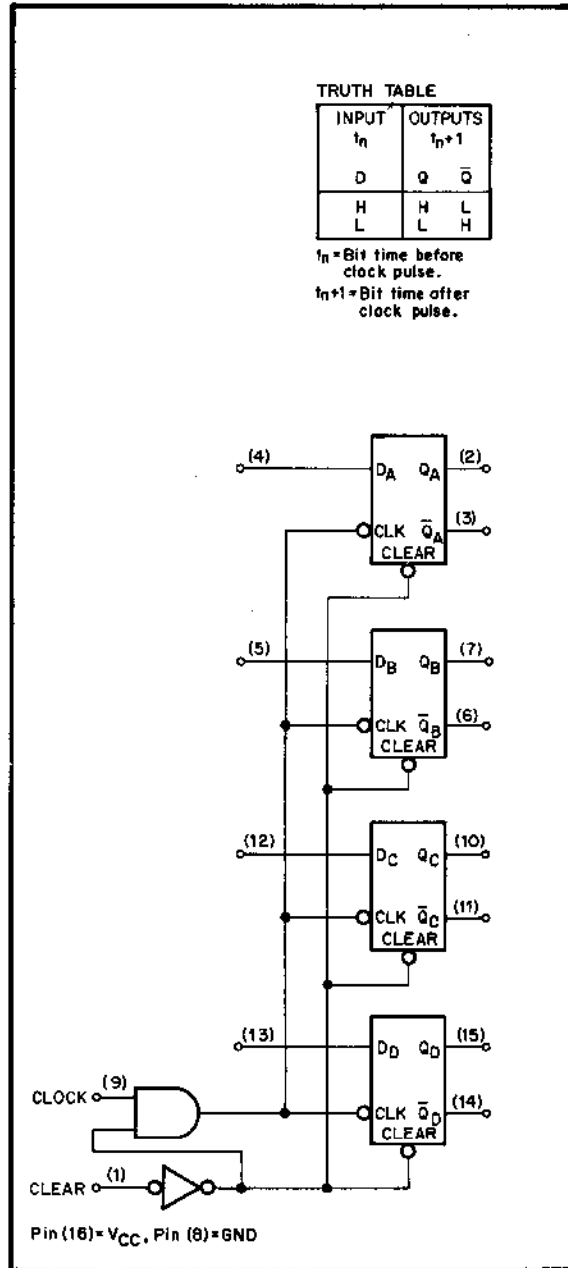 TRUTH TABLE
INPUT OUTPUTS
tn tn+1
D Q Q̅
H H L
L L H
tn = Bit time before
clock pulse.
tn+1 = Bit time after
clock pulse.
(4) DA QA (2)
CLK Q̅A (3)
CLEAR
(5) DB QB (7)
CLK Q̅B (6)
CLEAR
(12) DC QC (10)
CLK Q̅C (11)
CLEAR
(13) DD QD (15)
CLOCK (9)
CLK Q̅D (14)
CLEAR
CLEAR (1)
Pin (16) = VCC, Pin (8) = GND